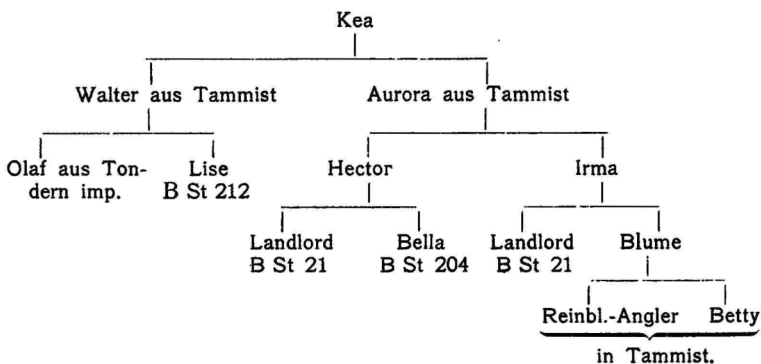 Kea
Walter aus Tammist Aurora aus Tammist
Olaf aus Ton- Lise Hector Irma
dern imp. B St 212
Landlord Bella Landlord Blume
B St 21 B St 204 B St 21
Reinbl.-Angler Betty
in Tammist.